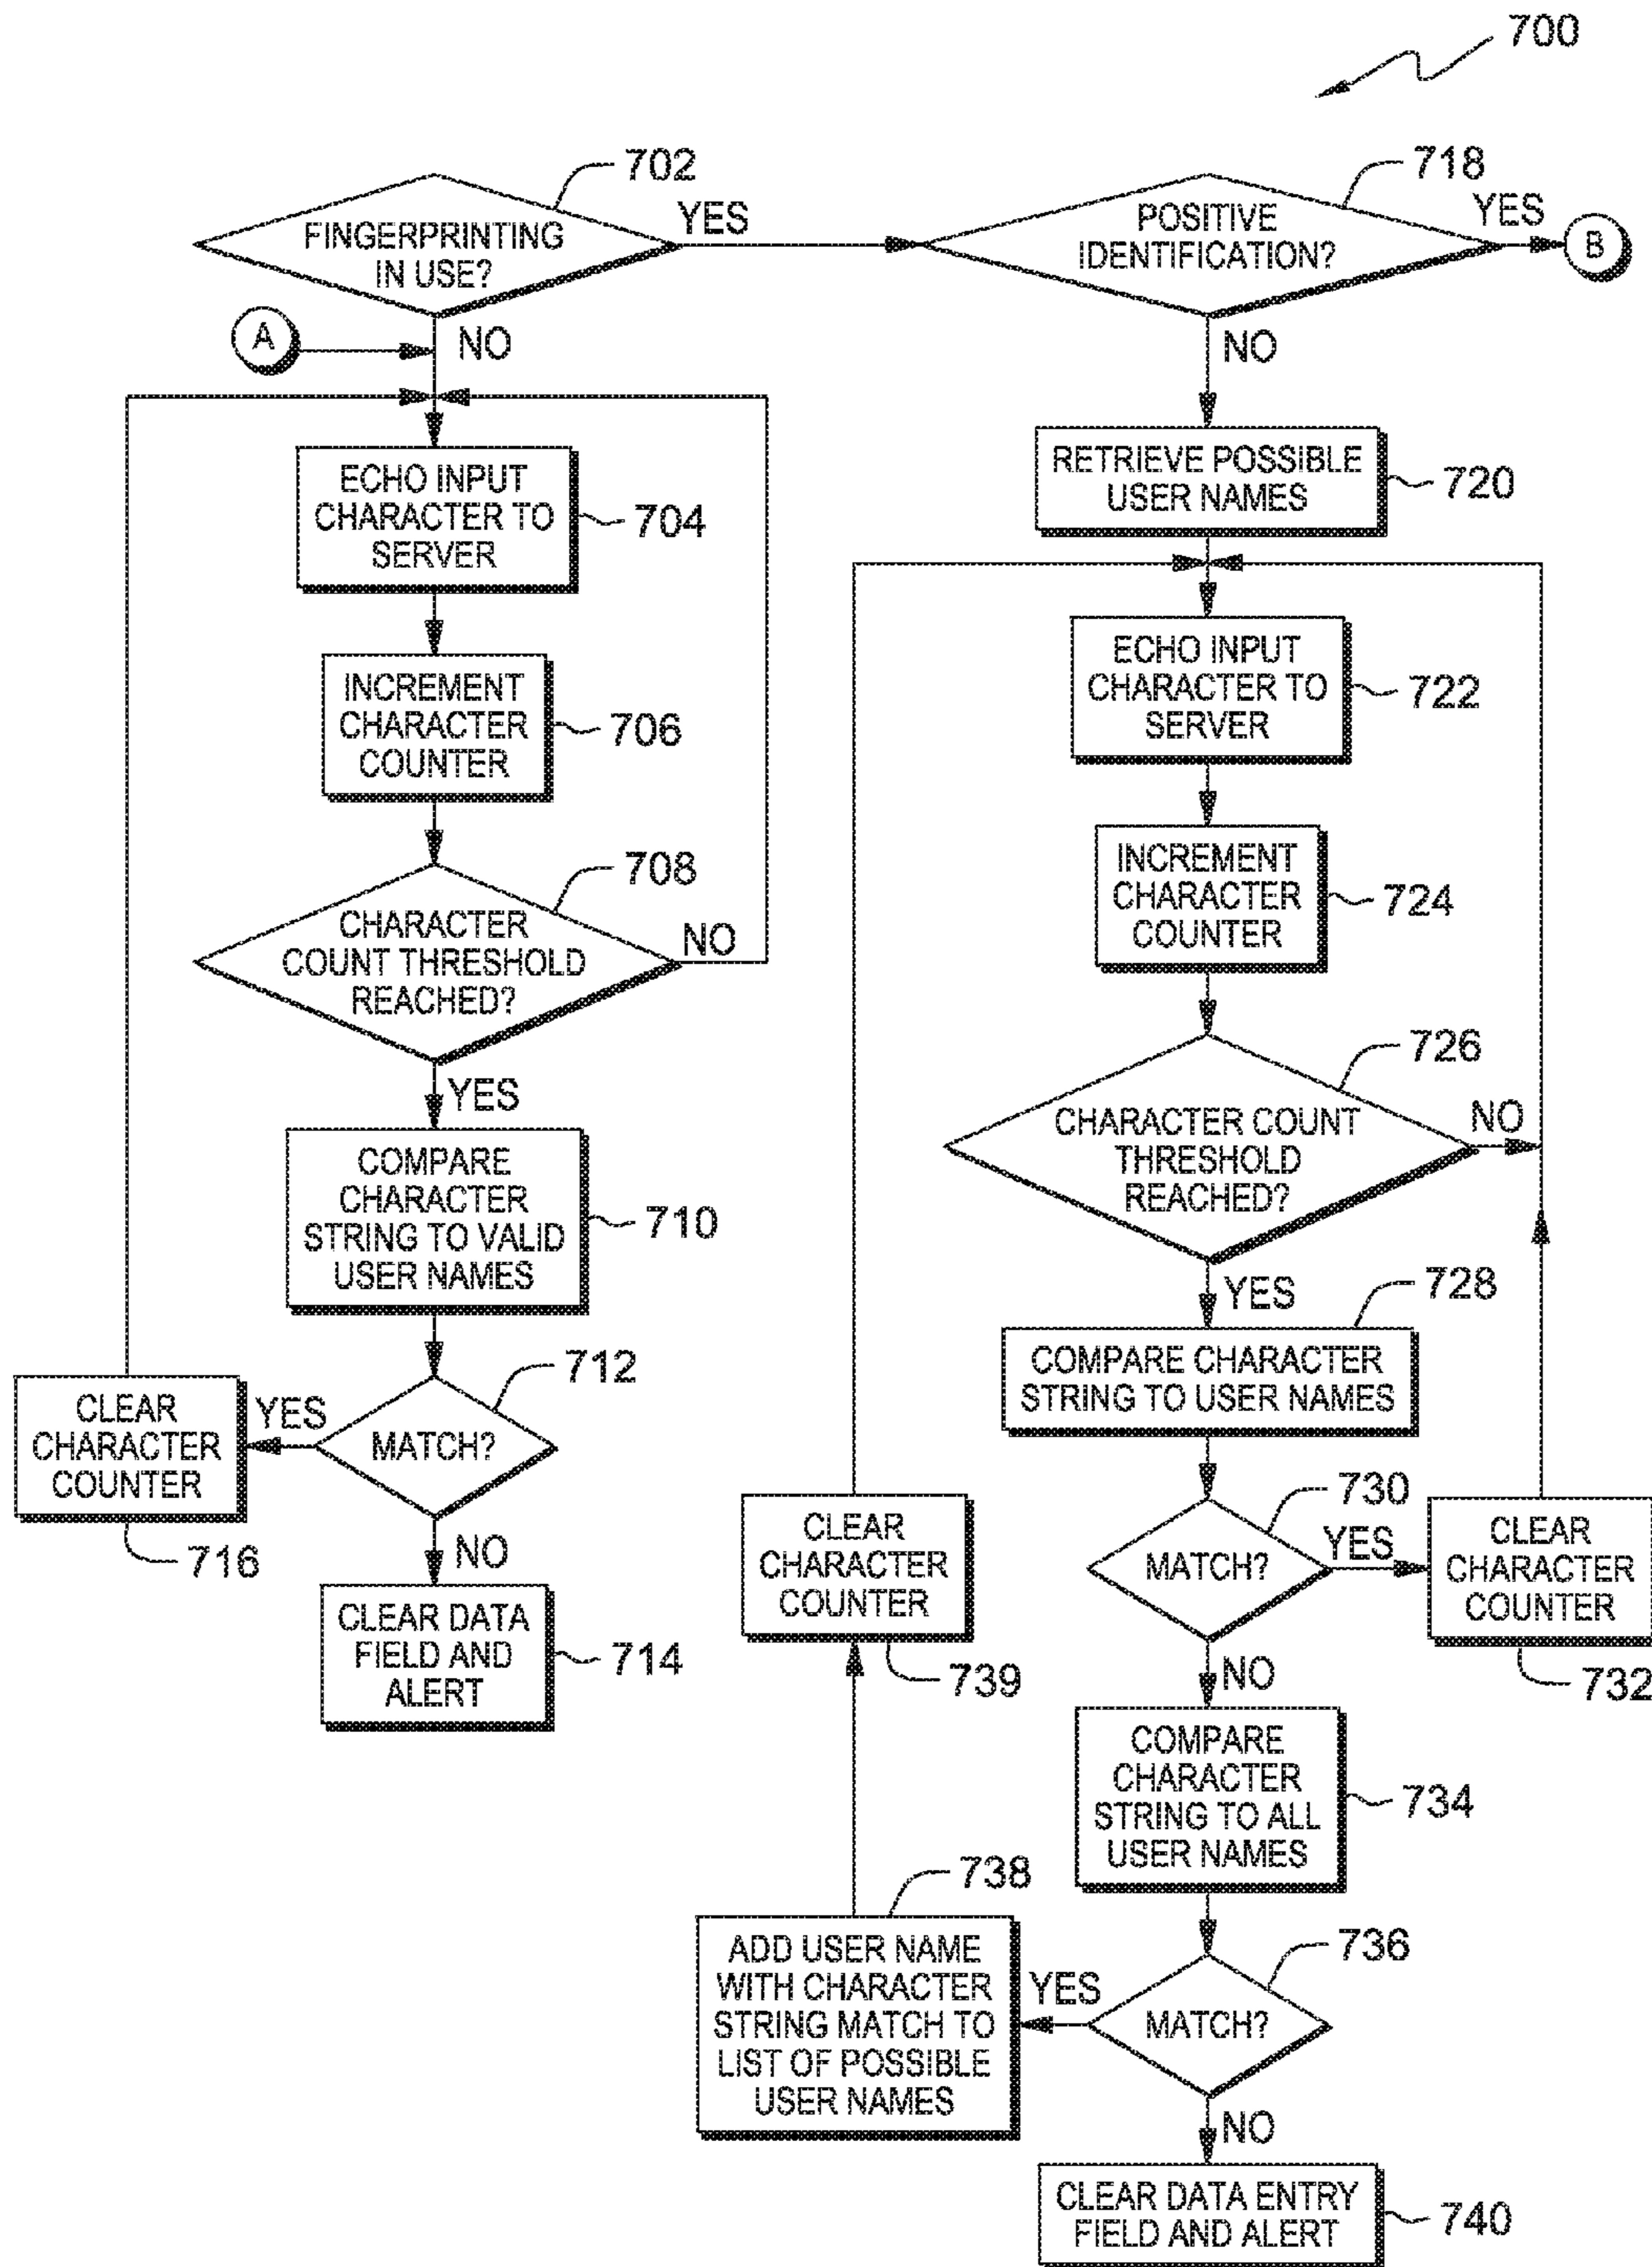 700
702
FINGERPRINTING
IN USE?
YES
718
POSITIVE
IDENTIFICATION?
YES
B
A
NO
NO
ECHO INPUT
CHARACTER TO
SERVER
704
INCREMENT
CHARACTER
COUNTER
706
708
CHARACTER
COUNT THRESHOLD
REACHED?
NO
YES
COMPARE
CHARACTER
STRING TO VALID
USER NAMES
710
712
MATCH?
YES
CLEAR
CHARACTER
COUNTER
716
NO
CLEAR DATA
FIELD AND
ALERT
714
RETRIEVE POSSIBLE
USER NAMES
720
ECHO INPUT
CHARACTER TO
SERVER
722
INCREMENT
CHARACTER
COUNTER
724
726
CHARACTER COUNT
THRESHOLD
REACHED?
NO
YES
728
COMPARE CHARACTER
STRING TO USER NAMES
730
MATCH?
YES
CLEAR
CHARACTER
COUNTER
732
NO
COMPARE
CHARACTER
STRING TO ALL
USER NAMES
734
736
MATCH?
YES
738
ADD USER NAME
WITH CHARACTER
STRING MATCH TO
LIST OF POSSIBLE
USER NAMES
CLEAR
CHARACTER
COUNTER
739
NO
CLEAR DATA ENTRY
FIELD AND ALERT
740